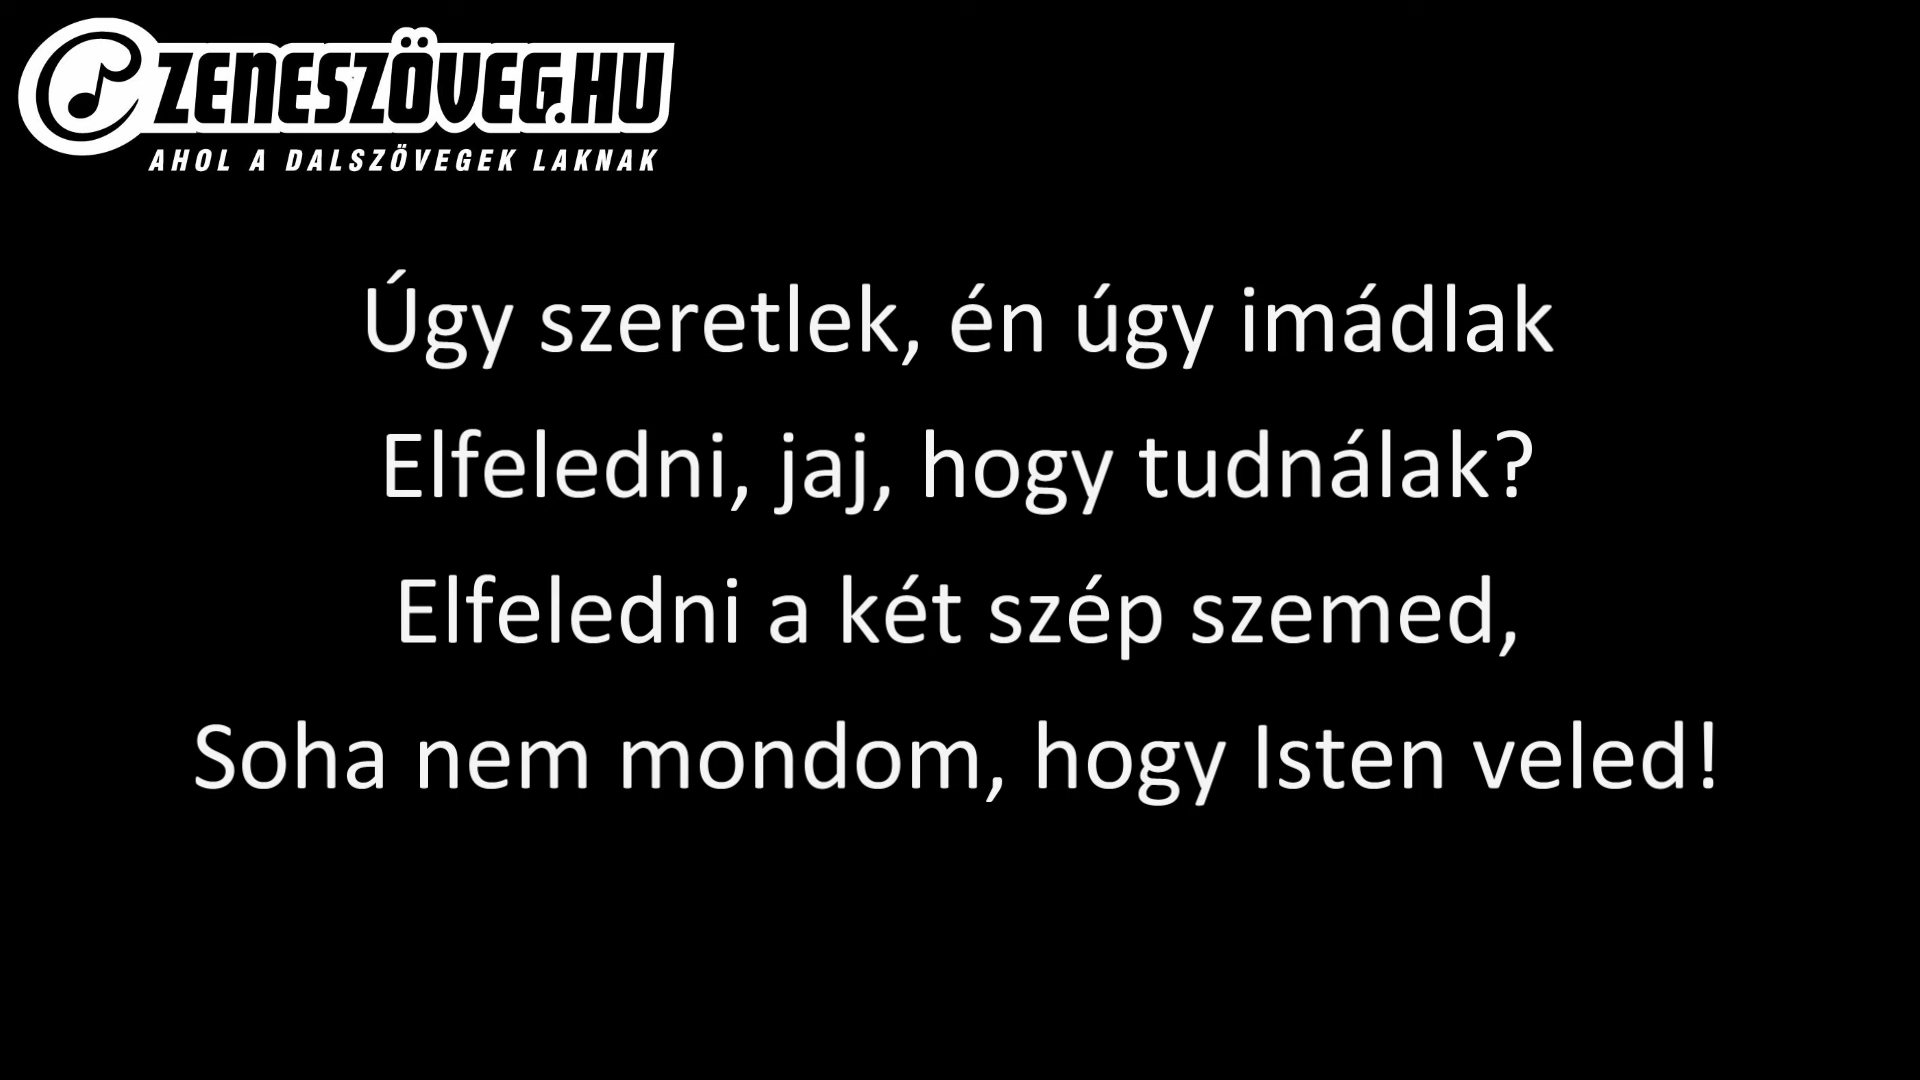 ZENESZÖVEG.HU
AHOL A DALSZÖVEGEK LAKNAK
Úgy szeretlek, én úgy imádlak
Elfeledni, jaj, hogy tudnálak?
Elfeledni a két szép szemed,
Soha nem mondom, hogy Isten veled!